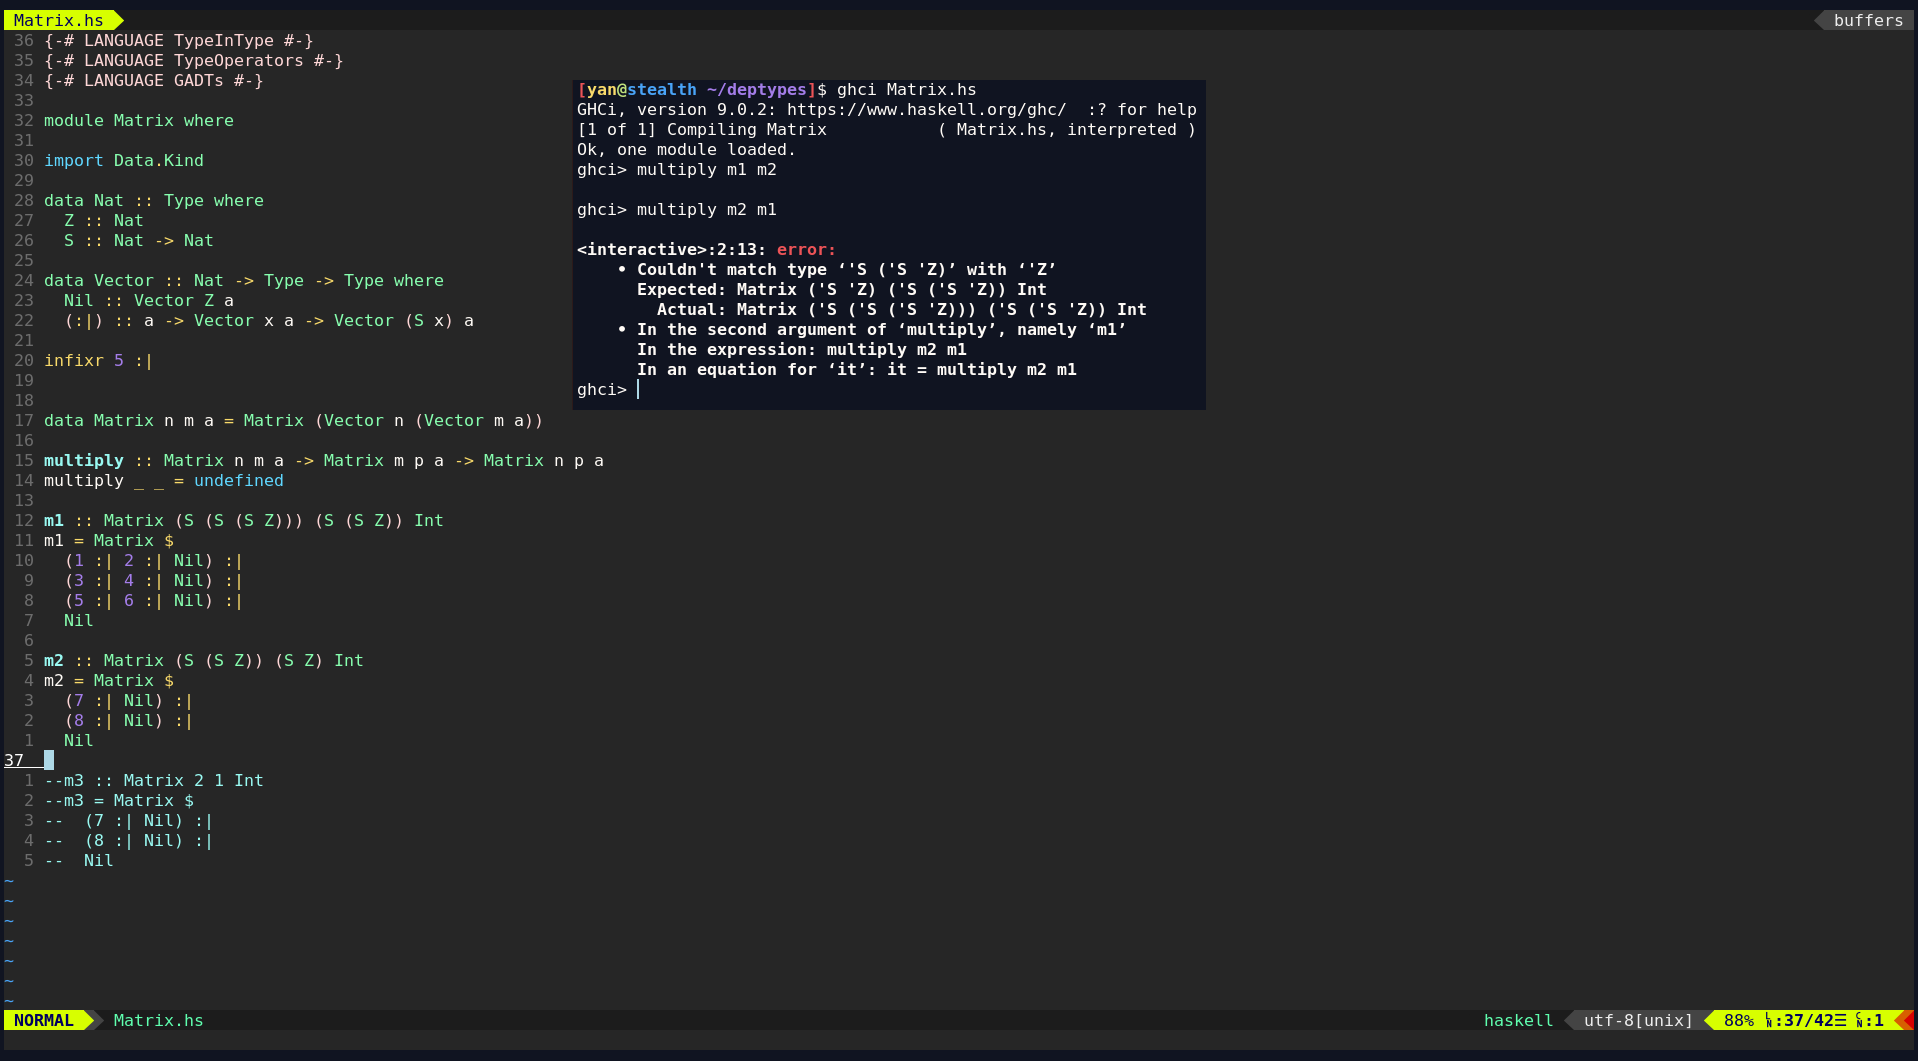 Matrix.hs buffers
36 {-# LANGUAGE TypeInType #-}
35 {-# LANGUAGE TypeOperators #-}
34 {-# LANGUAGE GADTs #-}
33
32 module Matrix where
31
30 import Data.Kind
29
28 data Nat :: Type where
27   Z :: Nat
26   S :: Nat -> Nat
25
24 data Vector :: Nat -> Type -> Type where
23   Nil :: Vector Z a
22   (:|) :: a -> Vector x a -> Vector (S x) a
21
20 infixr 5 :|
19
18
17 data Matrix n m a = Matrix (Vector n (Vector m a))
16
15 multiply :: Matrix n m a -> Matrix m p a -> Matrix n p a
14 multiply _ _ = undefined
13
12 m1 :: Matrix (S (S (S Z))) (S (S Z)) Int
11 m1 = Matrix $
10   (1 :| 2 :| Nil) :|
9   (3 :| 4 :| Nil) :|
8   (5 :| 6 :| Nil) :|
7   Nil
6
5 m2 :: Matrix (S (S Z)) (S Z) Int
4 m2 = Matrix $
3   (7 :| Nil) :|
2   (8 :| Nil) :|
1   Nil
37
1 --m3 :: Matrix 2 1 Int
2 --m3 = Matrix $
3 --  (7 :| Nil) :|
4 --  (8 :| Nil) :|
5 --  Nil
~
~
~
~
~
~
~
[yan@stealth ~/deptypes]$ ghci Matrix.hs
GHCi, version 9.0.2: https://www.haskell.org/ghc/  :? for help
[1 of 1] Compiling Matrix           ( Matrix.hs, interpreted )
Ok, one module loaded.
ghci> multiply m1 m2
ghci> multiply m2 m1
<interactive>:2:13: error:
    • Couldn't match type ‘'S ('S 'Z)’ with ‘'Z’
      Expected: Matrix ('S 'Z) ('S ('S 'Z)) Int
        Actual: Matrix ('S ('S ('S 'Z))) ('S ('S 'Z)) Int
    • In the second argument of ‘multiply’, namely ‘m1’
      In the expression: multiply m2 m1
      In an equation for ‘it’: it = multiply m2 m1
ghci>
NORMAL Matrix.hs haskell utf-8[unix] 88% LN:37/42☰ CN:1